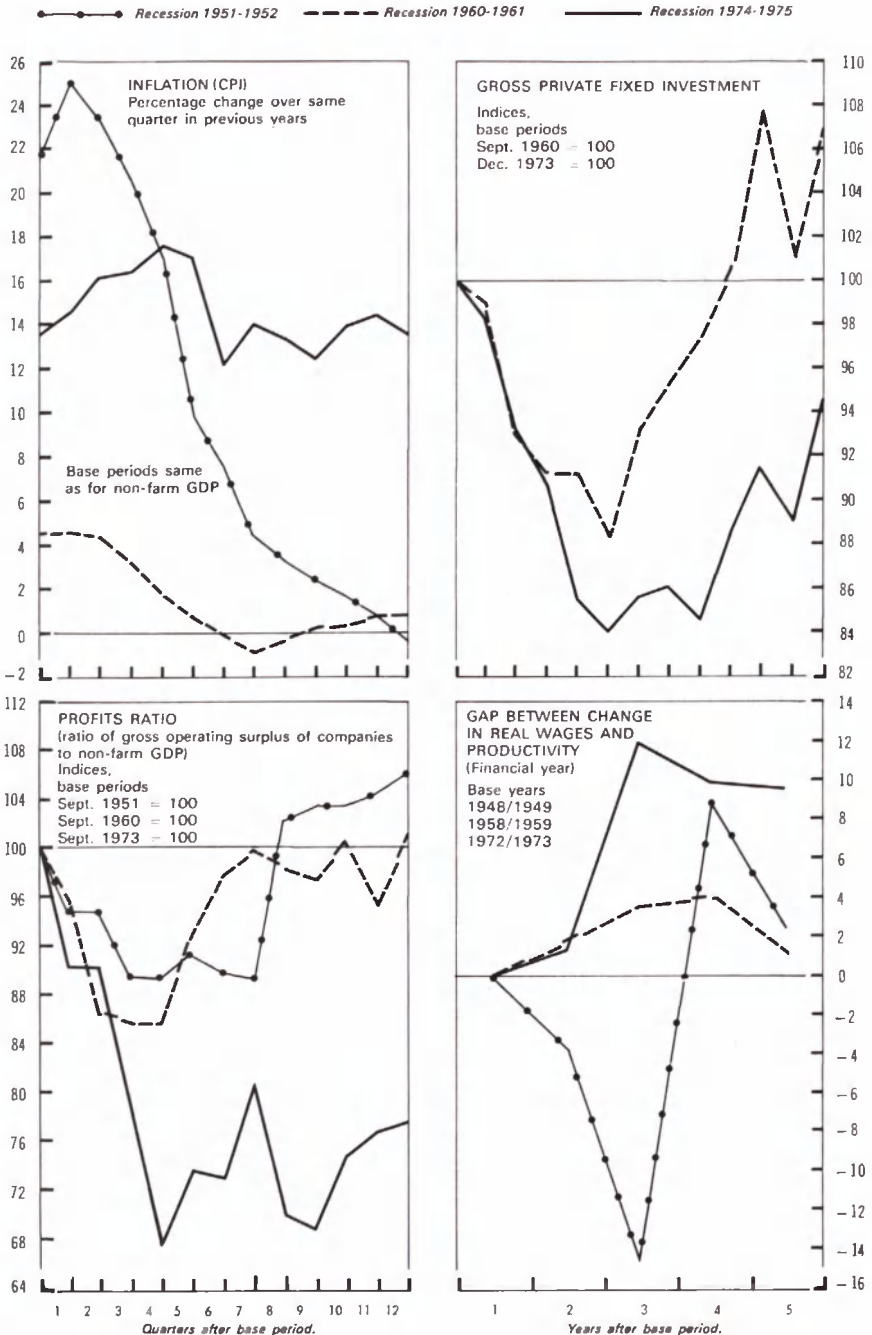 Recession 1951-1952 Recession 1960-1961 Recession 1974-1975
INFLATION (CPI)
Percentage change over same
quarter in previous years
Base periods same
as for non-farm GDP
26
24
22
20
18
16
14
12
10
8
6
4
2
0
−2
GROSS PRIVATE FIXED INVESTMENT
Indices,
base periods
Sept. 1960 = 100
Dec. 1973 = 100
110
108
106
104
102
100
98
96
94
92
90
88
86
84
82
PROFITS RATIO
(ratio of gross operating surplus of companies
to non-farm GDP)
Indices,
base periods
Sept. 1951 = 100
Sept. 1960 = 100
Sept. 1973 = 100
112
108
104
100
96
92
88
84
80
76
72
68
64
1 2 3 4 5 6 7 8 9 10 11 12
Quarters after base period.
GAP BETWEEN CHANGE
IN REAL WAGES AND
PRODUCTIVITY
(Financial year)
Base years
1948/1949
1958/1959
1972/1973
14
12
10
8
6
4
2
0
−2
−4
−6
−8
−10
−12
−14
−16
1 2 3 4 5
Years after base period.